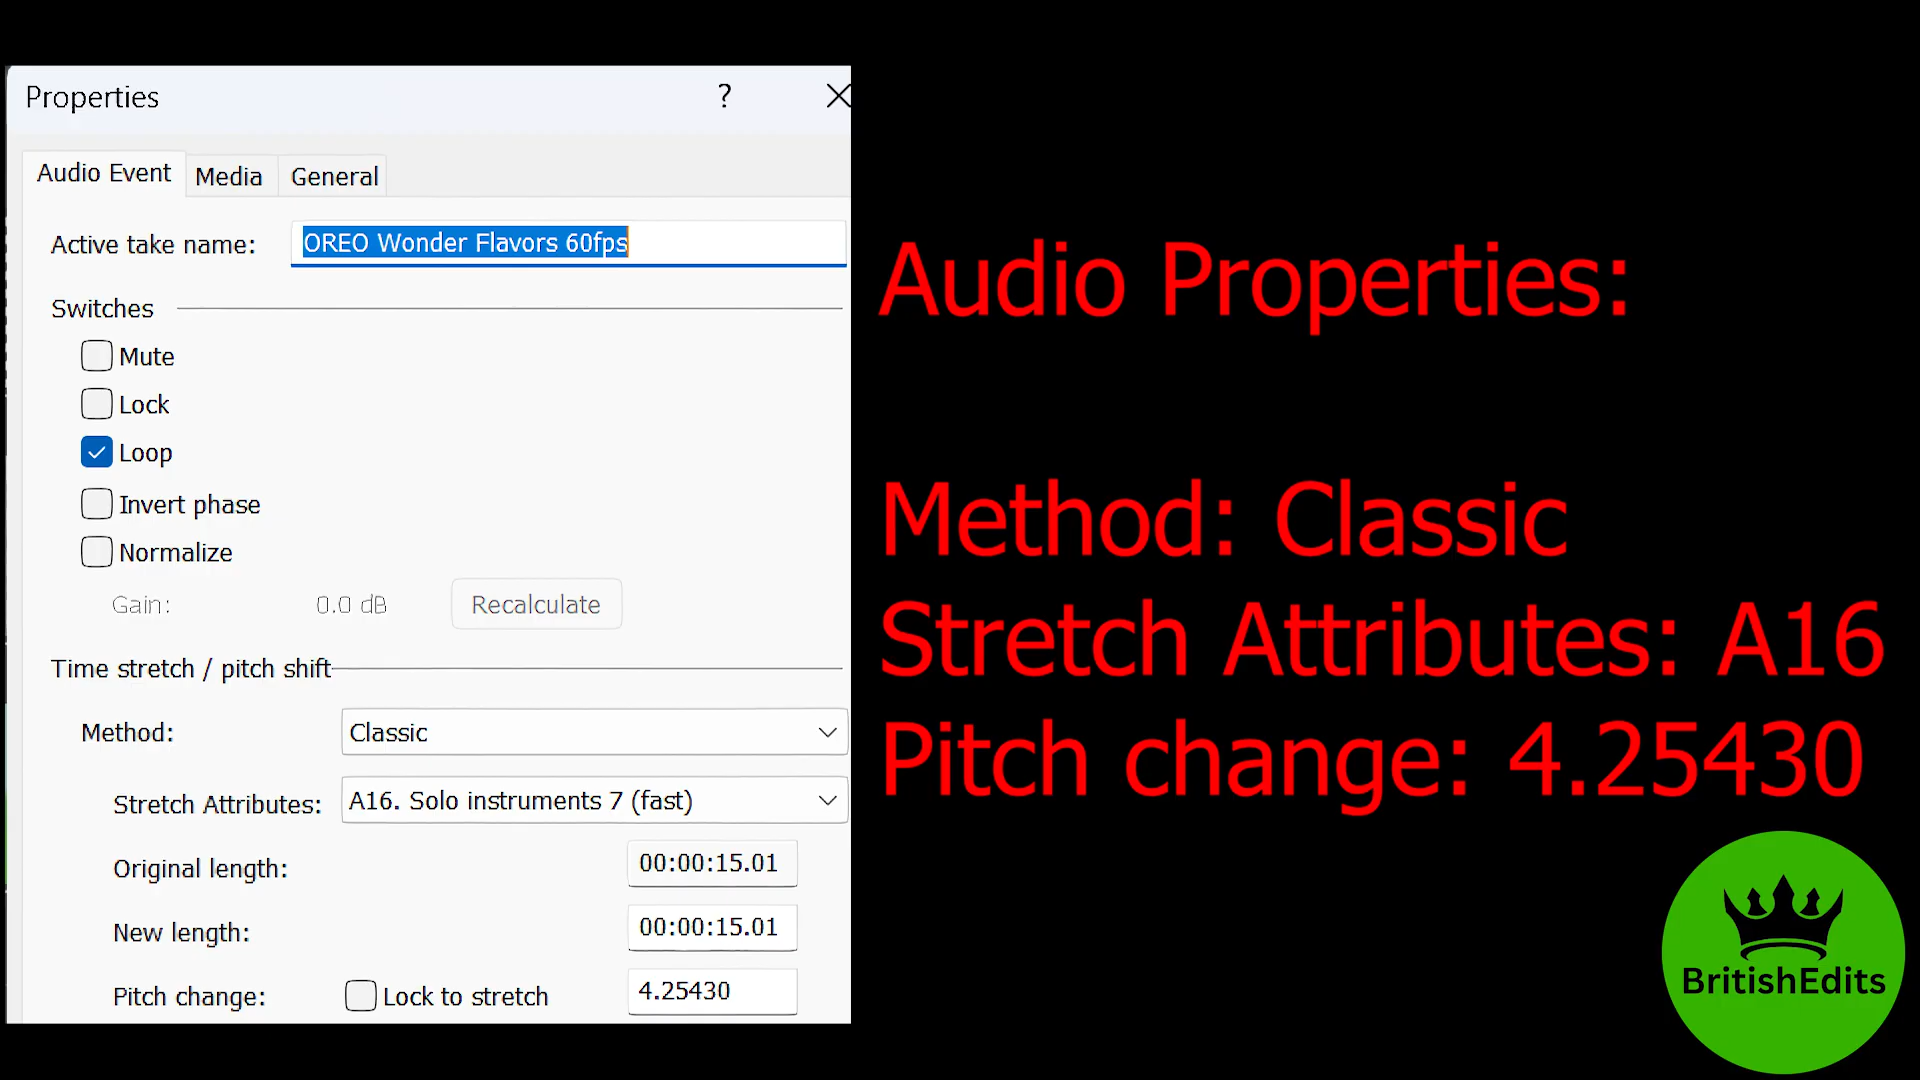 Properties
?
Audio Event Media General
Active take name: OREO Wonder Flavors 60fps
Switches
Mute
Lock
Loop
Invert phase
Normalize
Gain: 0.0 dB Recalculate
Time stretch / pitch shift
Method: Classic
Stretch Attributes: A16. Solo instruments 7 (fast)
Original length: 00:00:15.01
New length: 00:00:15.01
Pitch change: Lock to stretch 4.25430
Audio Properties:
Method: Classic
Stretch Attributes: A16
Pitch change: 4.25430
BritishEdits